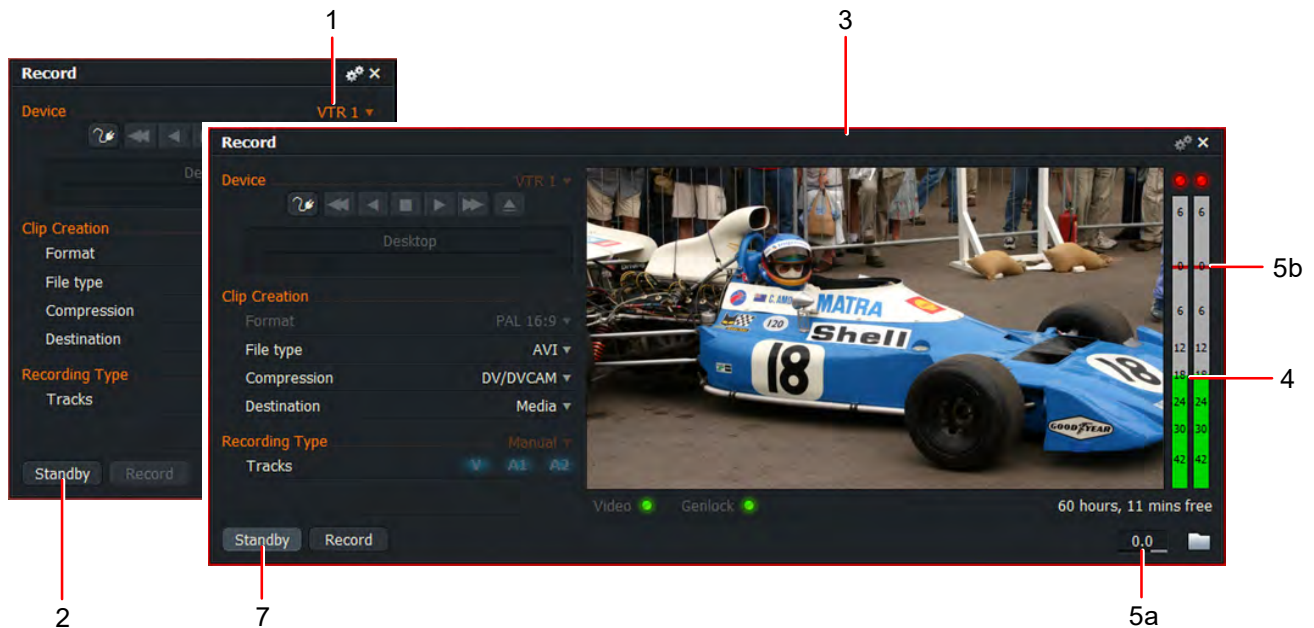 1
3
Record
Device
VTR 1
De
Clip Creation
Format
File type
Compression
Destination
Recording Type
Tracks
Standby Record
Record
Device VTR 1
Desktop
Clip Creation
Format PAL 16:9
File type AVI
Compression DV/DVCAM
Destination Media
Recording Type Manual
Tracks V A1 A2
Standby Record
C. AMON
MATRA
120
Shell
18
18
GOOD YEAR
Video Genlock
60 hours, 11 mins free
0.0
6 6
0 0
6 6
12 12
18 18
24 24
30 30
42 42
5b
4
2
7
5a